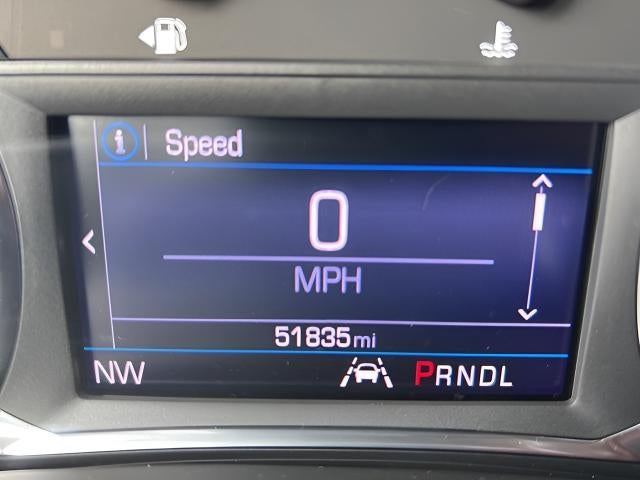 i Speed
0
MPH
51835mi
NW PRNDL